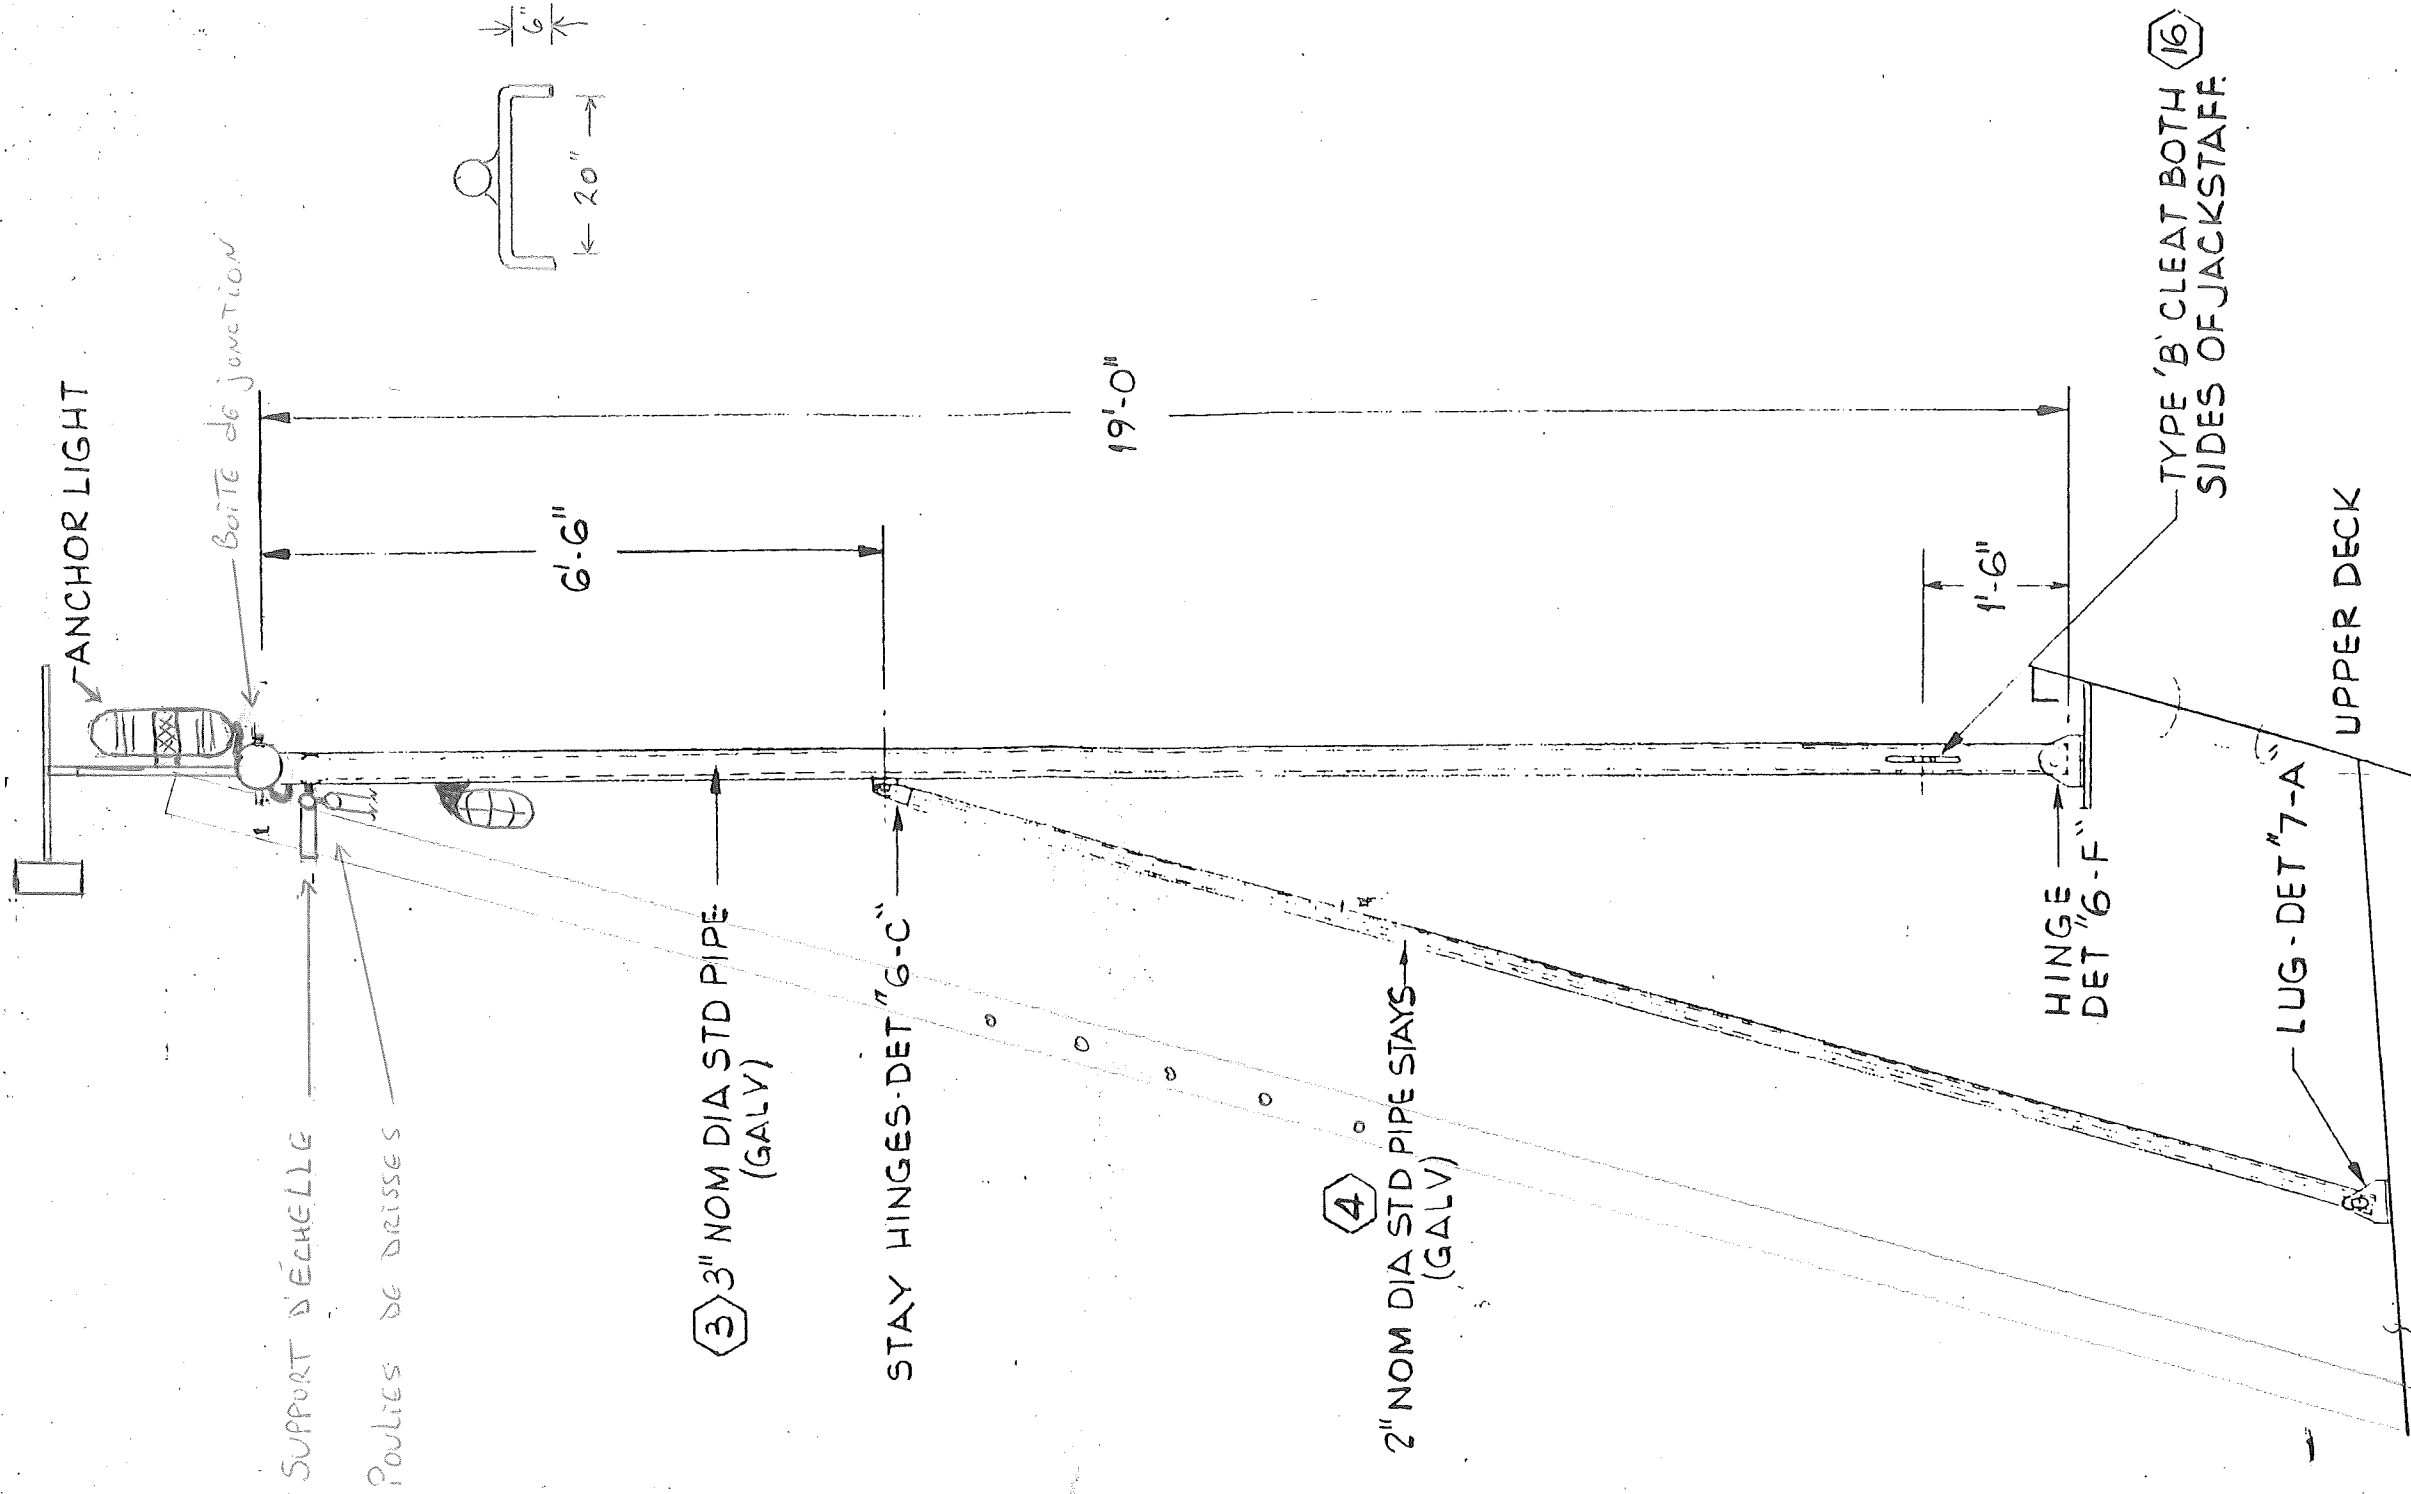 ANCHOR LIGHT
BOITE dE jONCTION
6"
20"
SUPPORT D'ÉCHELLE
POULIES DE DRISSES
6'-6"
19'-0"
3 3" NOM DIA STD PIPE
(GALV)
STAY HINGES-DET "6-C"
4
2" NOM DIA STD PIPE STAYS
(GALV)
1'-6"
TYPE 'B' CLEAT BOTH 16
SIDES OF JACKSTAFF.
HINGE
DET "6-F"
LUG-DET "7-A"
UPPER DECK